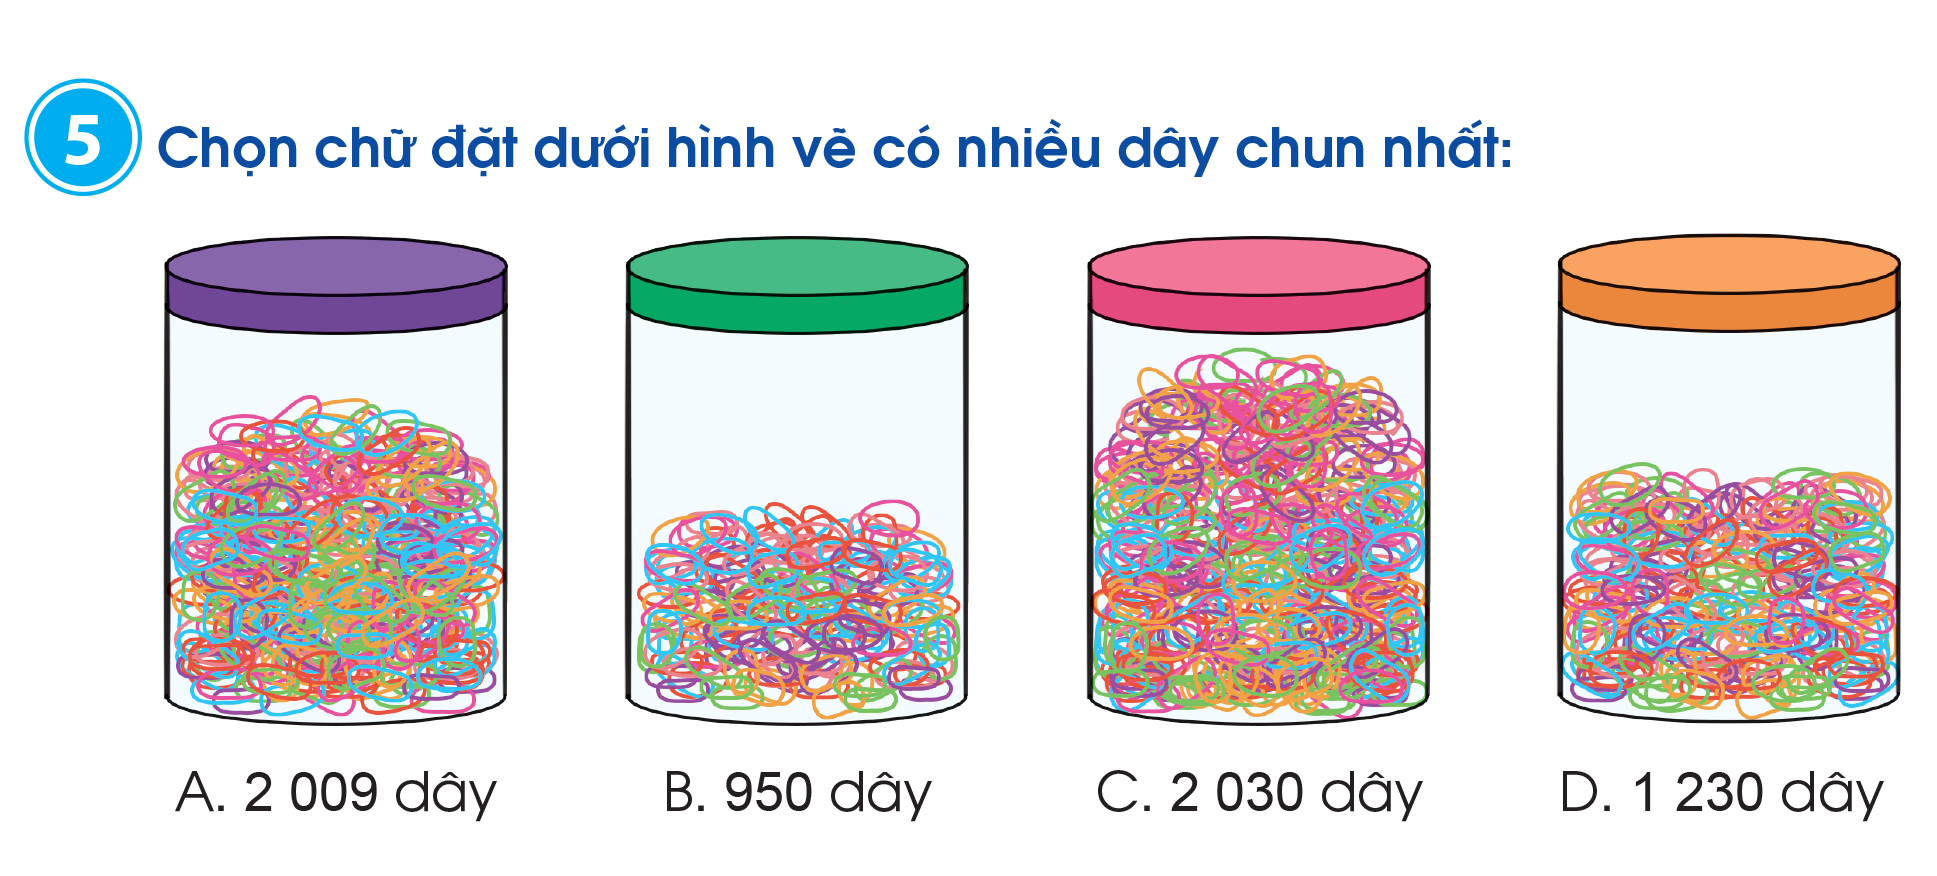 5 Chọn chữ đặt dưới hình vẽ có nhiều dây chun nhất:
A. 2 009 dây B. 950 dây C. 2 030 dây D. 1 230 dây